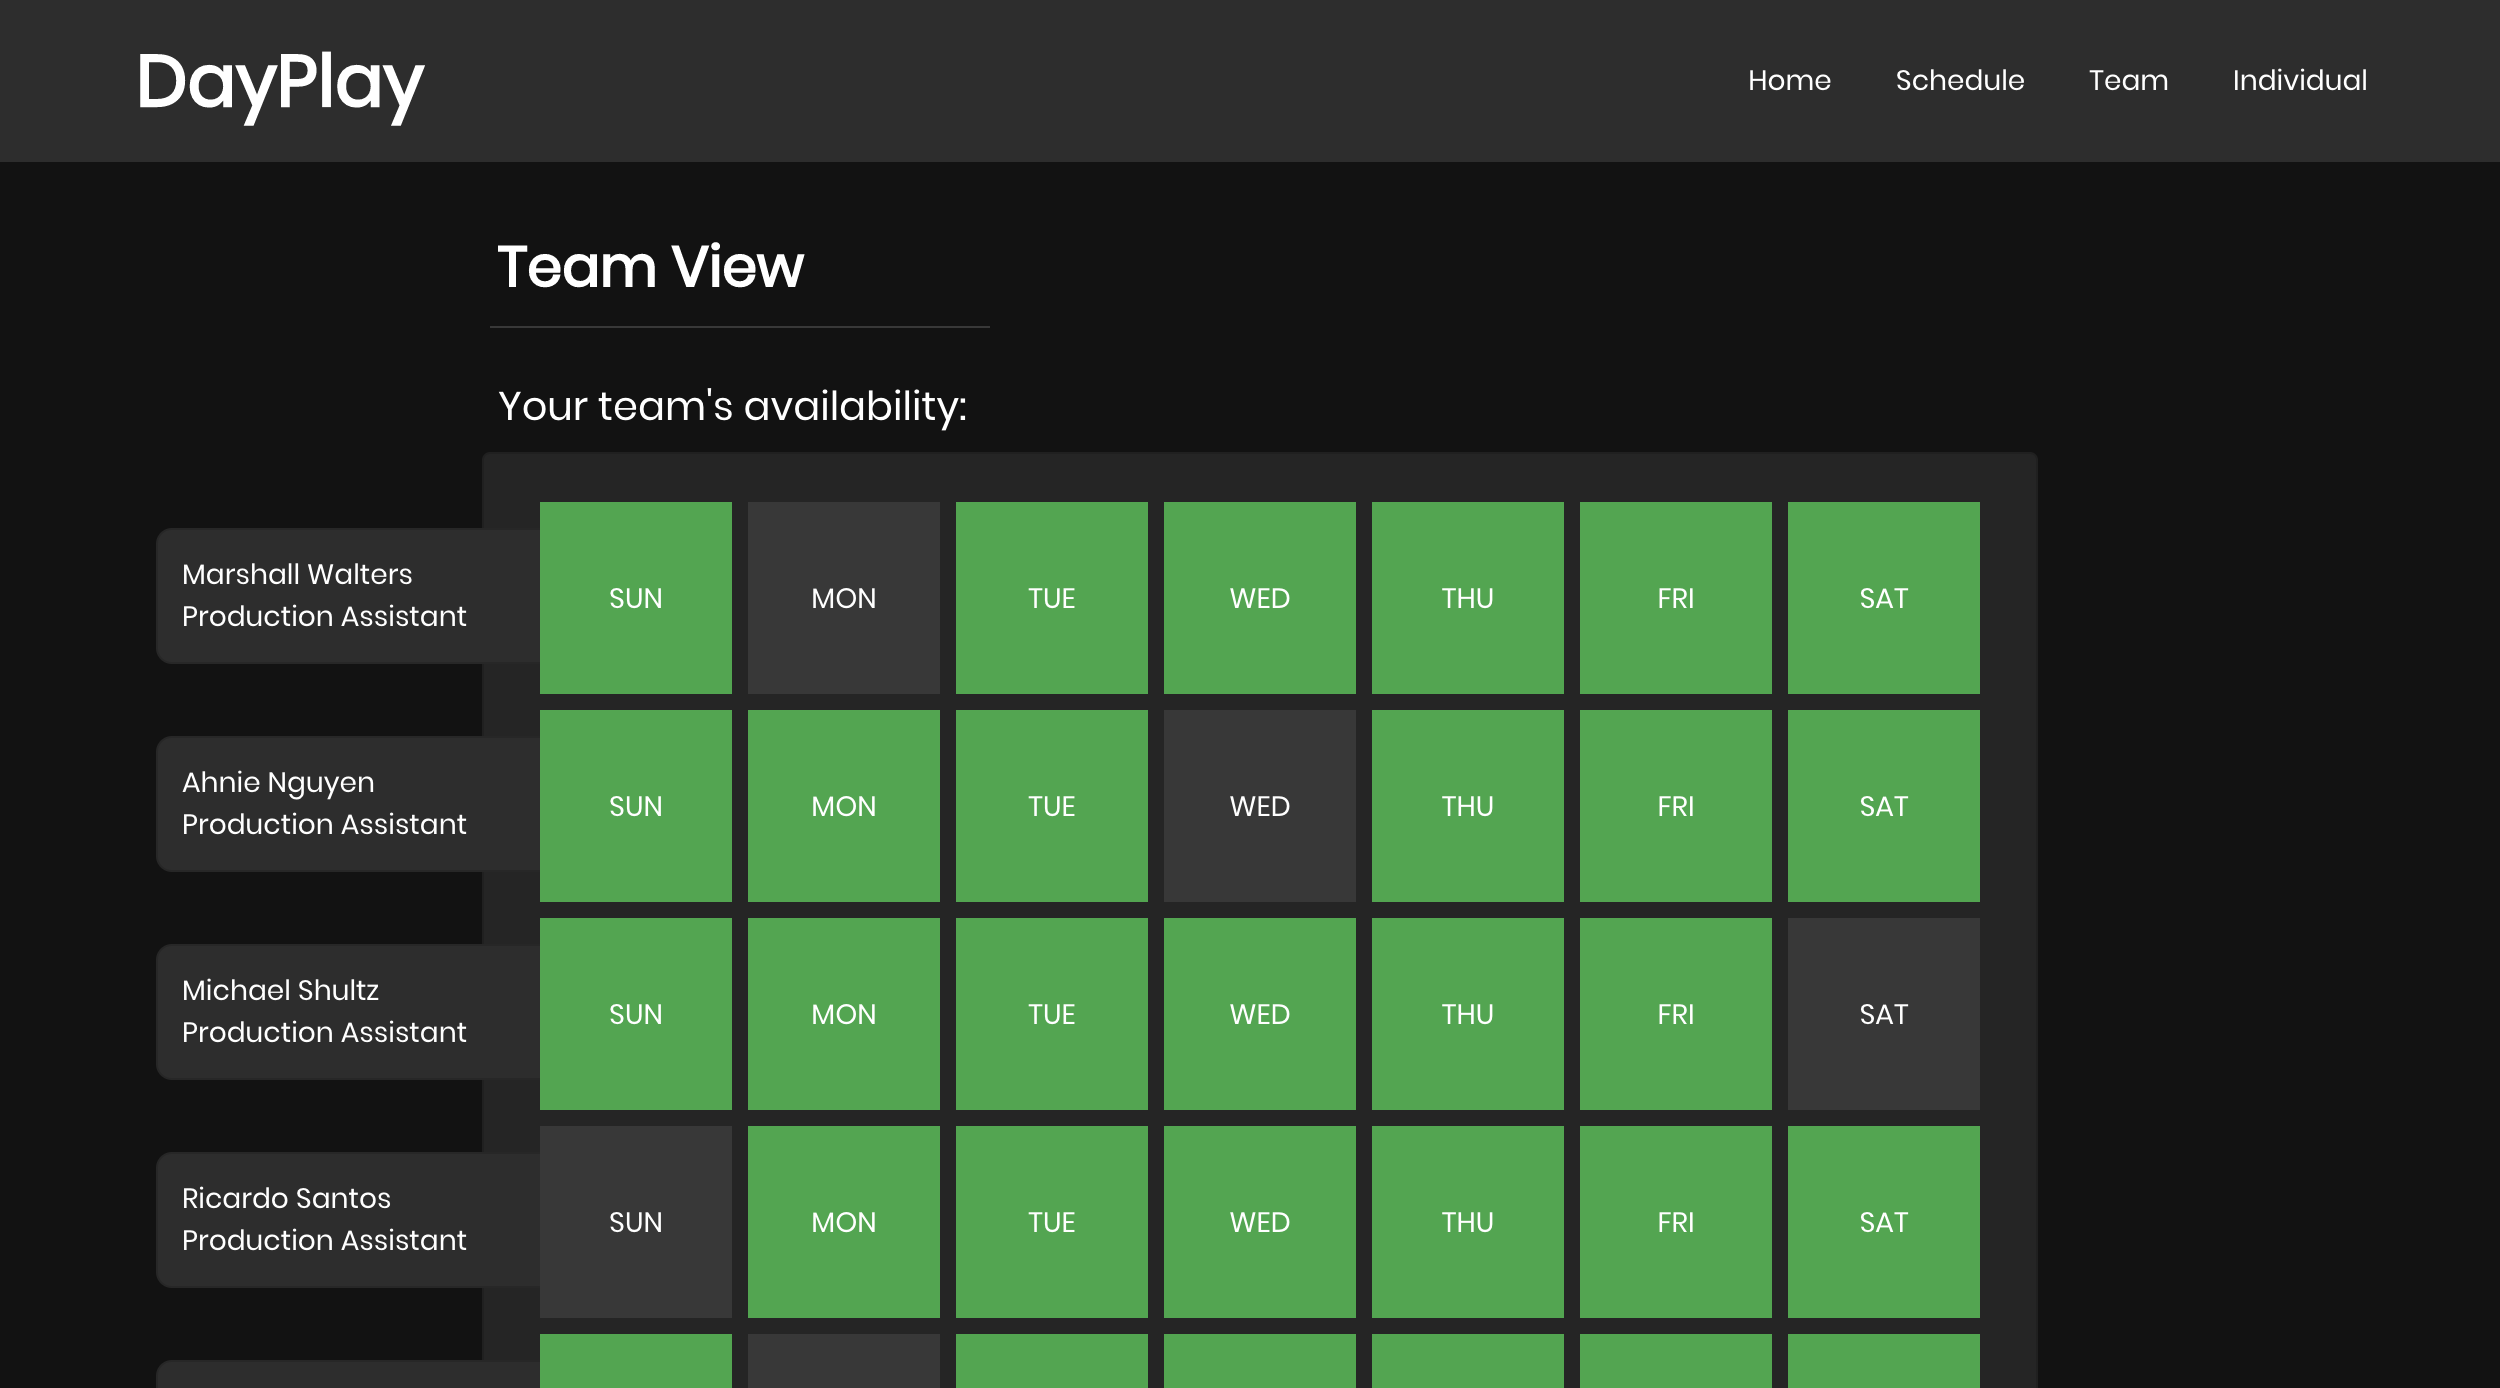 DayPlay
Home Schedule Team Individual
Team View
Your team's availability:
Marshall Walters
Production Assistant
SUN MON TUE WED THU FRI SAT
Ahnie Nguyen
Production Assistant
SUN MON TUE WED THU FRI SAT
Michael Shultz
Production Assistant
SUN MON TUE WED THU FRI SAT
Ricardo Santos
Production Assistant
SUN MON TUE WED THU FRI SAT